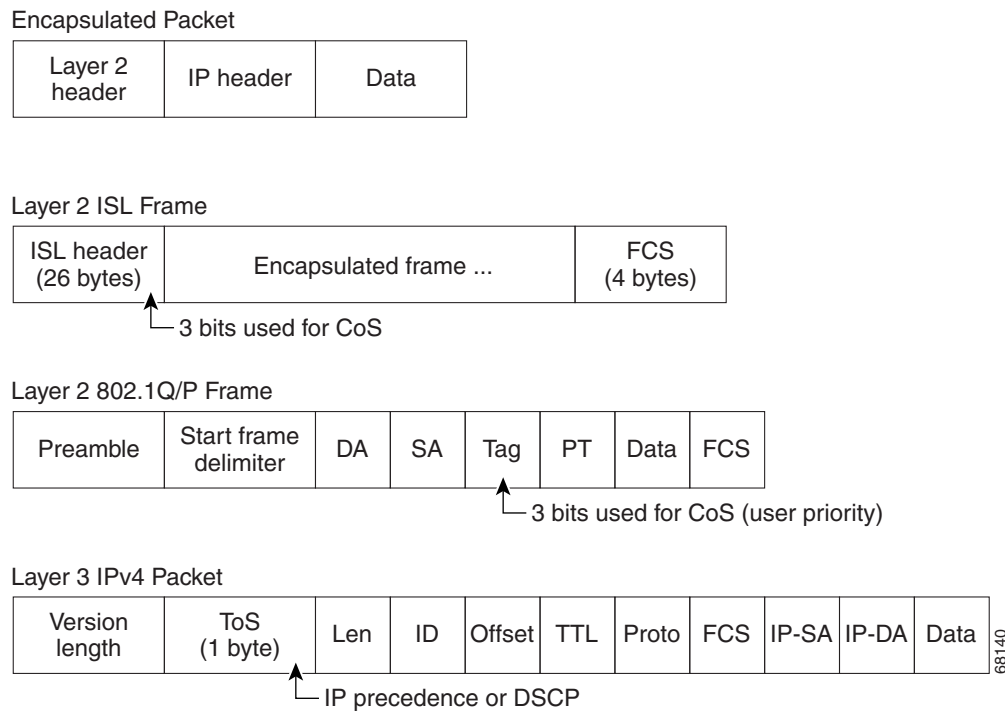 Encapsulated Packet
Layer 2
header
IP header
Data
Layer 2 ISL Frame
ISL header
(26 bytes)
Encapsulated frame ...
FCS
(4 bytes)
3 bits used for CoS
Layer 2 802.1Q/P Frame
Preamble
Start frame
delimiter
DA
SA
Tag
PT
Data
FCS
3 bits used for CoS (user priority)
Layer 3 IPv4 Packet
Version
length
ToS
(1 byte)
Len
ID
Offset
TTL
Proto
FCS
IP-SA
IP-DA
Data
IP precedence or DSCP
68140